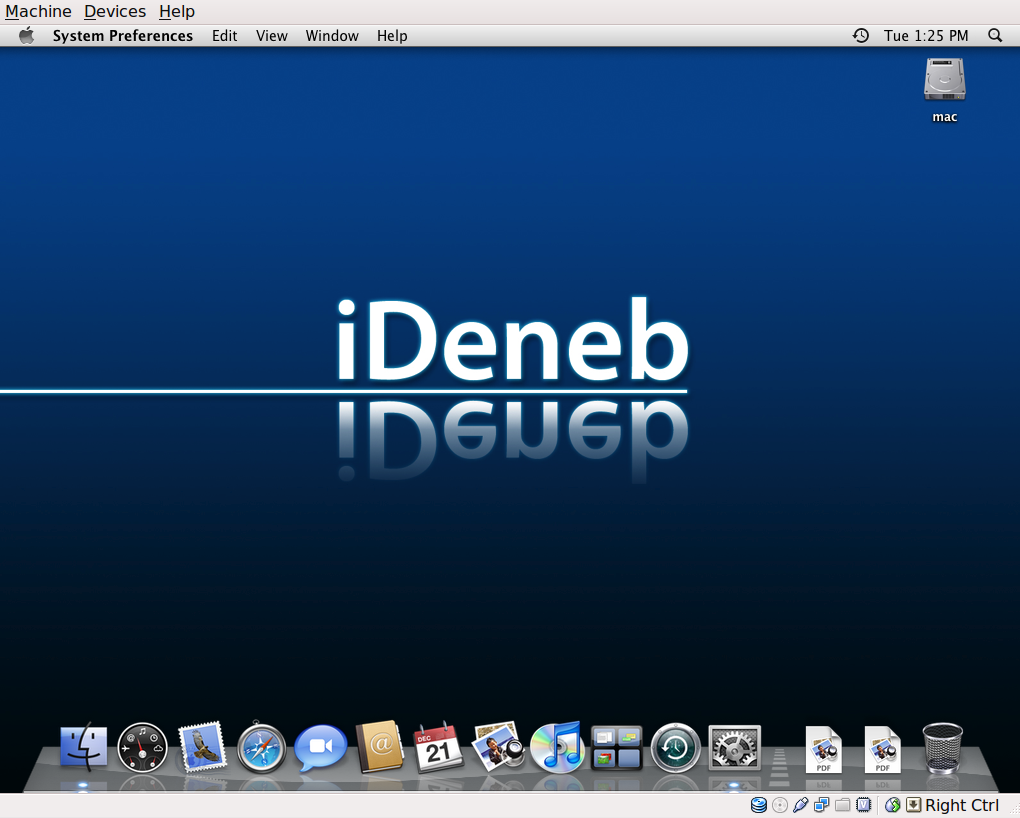 Machine Devices Help
System Preferences Edit View Window Help Tue 1:25 PM
mac
iDeneb
DEC
21
PDF
PDF
Right Ctrl